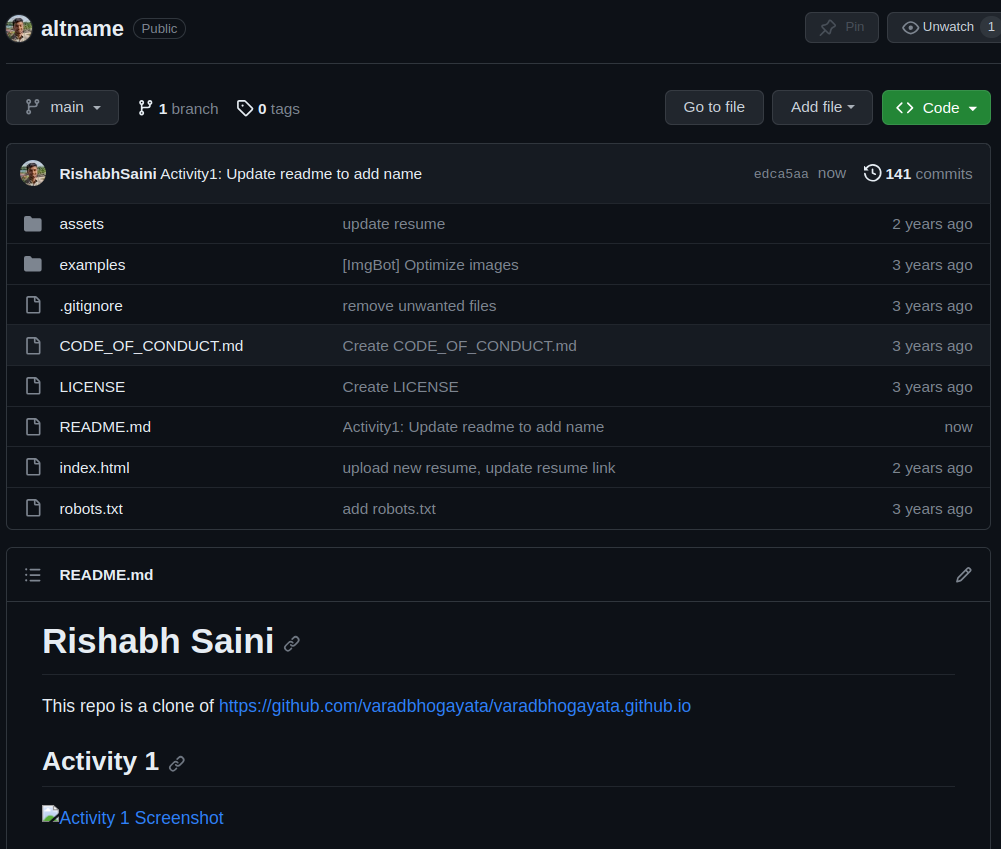 altname Public Pin Unwatch 1
main 1 branch 0 tags Go to file Add file Code
RishabhSaini Activity1: Update readme to add name edca5aa now 141 commits
assets update resume 2 years ago
examples [ImgBot] Optimize images 3 years ago
.gitignore remove unwanted files 3 years ago
CODE_OF_CONDUCT.md Create CODE_OF_CONDUCT.md 3 years ago
LICENSE Create LICENSE 3 years ago
README.md Activity1: Update readme to add name now
index.html upload new resume, update resume link 2 years ago
robots.txt add robots.txt 3 years ago
README.md
Rishabh Saini
This repo is a clone of https://github.com/varadbhogayata/varadbhogayata.github.io
Activity 1
Activity 1 Screenshot